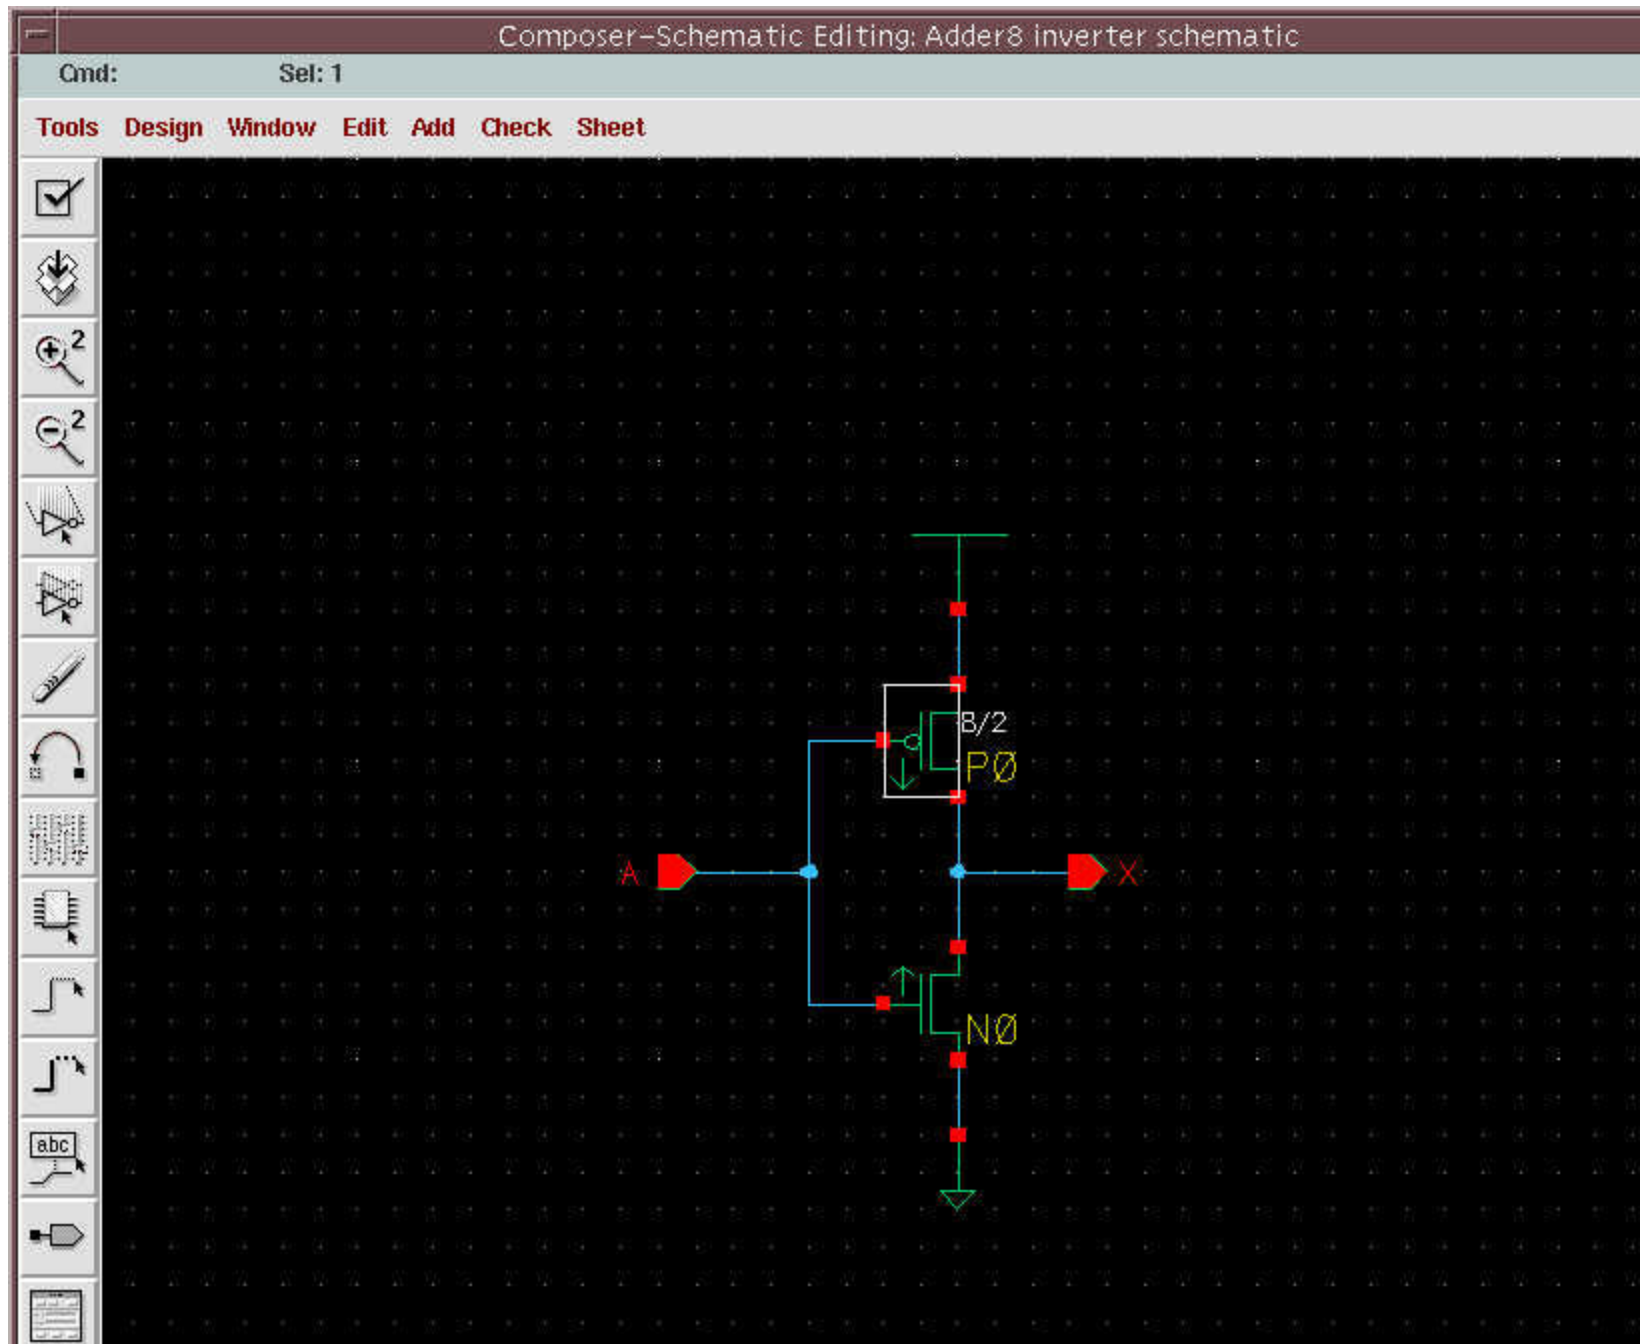 Composer-Schematic Editing: Adder8 inverter schematic
Cmd: Sel: 1
Tools Design Window Edit Add Check Sheet
2
2
8/2
PØ
A X
NØ
abc